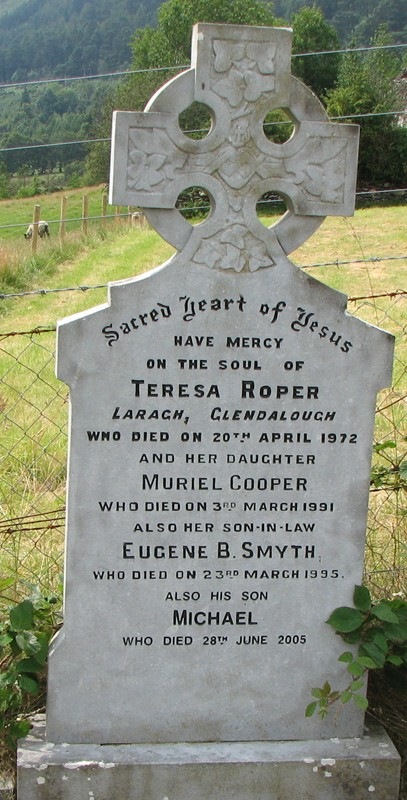 Sacred Heart of Jesus
HAVE MERCY
ON THE SOUL OF
TERESA ROPER
LARAGH, GLENDALOUGH
WHO DIED ON 20TH APRIL 1972
AND HER DAUGHTER
MURIEL COOPER
WHO DIED ON 3RD MARCH 1991
ALSO HER SON-IN-LAW
EUGENE B. SMYTH
WHO DIED ON 23RD MARCH 1995.
ALSO HIS SON
MICHAEL
WHO DIED 28TH JUNE 2005